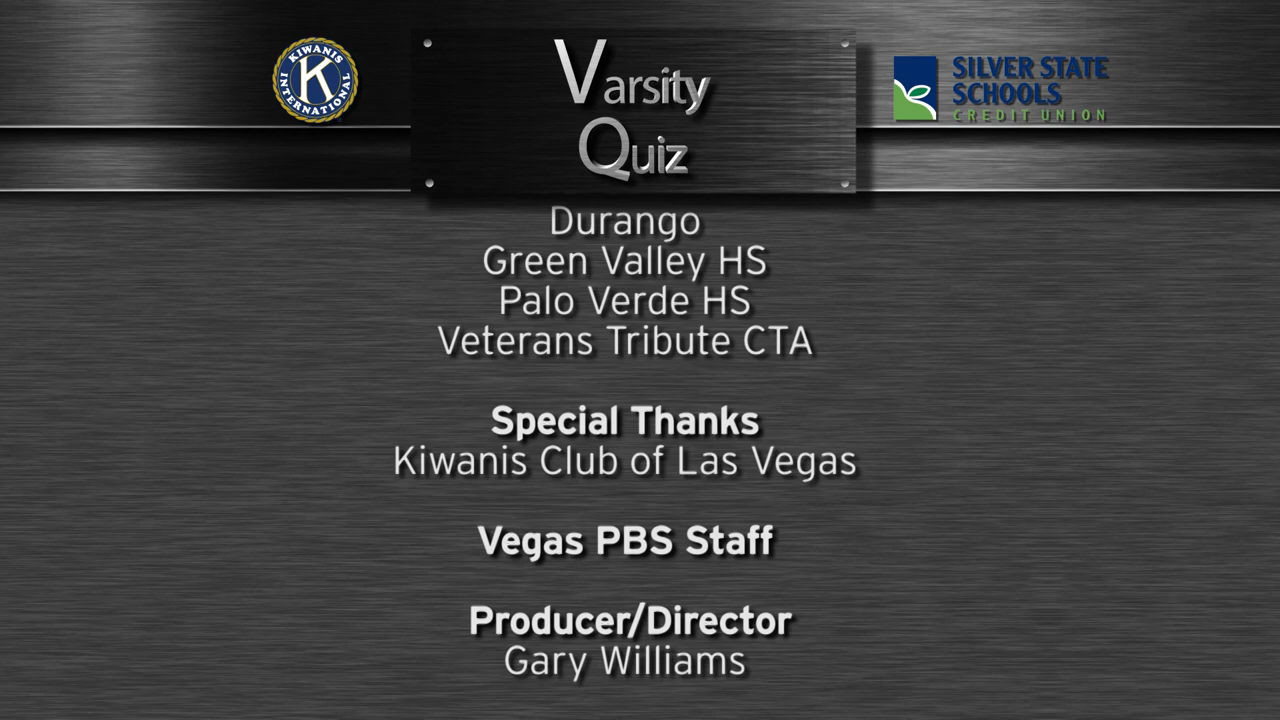 KIWANIS
K
INTERNATIONAL
Varsity
Quiz
SILVER STATE
SCHOOLS
CREDIT UNION
Durango
Green Valley HS
Palo Verde HS
Veterans Tribute CTA
Special Thanks
Kiwanis Club of Las Vegas
Vegas PBS Staff
Producer/Director
Gary Williams